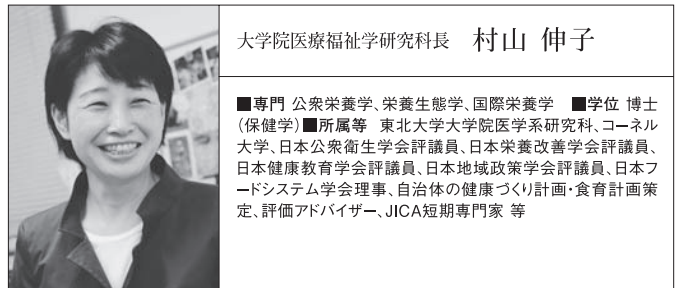 大学院医療福祉学研究科長　村山 伸子
■専門 公衆栄養学、栄養生態学、国際栄養学　■学位 博士
（保健学）■所属等　東北大学大学院医学系研究科、コーネル
大学、日本公衆衛生学会評議員、日本栄養改善学会評議員、
日本健康教育学会評議員、日本地域政策学会評議員、日本フ
ードシステム学会理事、自治体の健康づくり計画・食育計画策
定、評価アドバイザー、JICA短期専門家 等